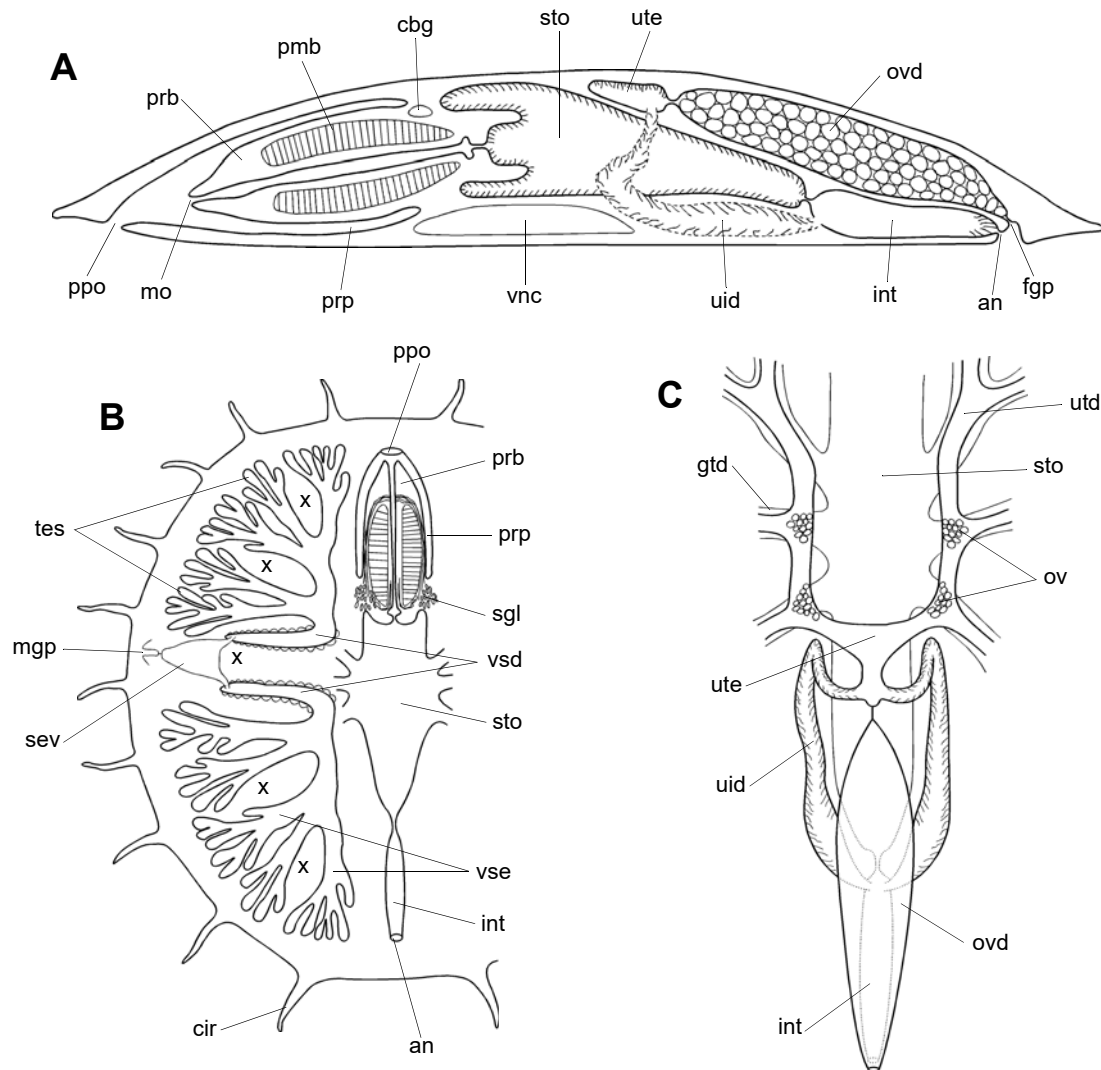 A
cbg
pmb
prb
sto
ute
ovd
ppo
mo
prp
vnc
uid
int
an
fgp
B
ppo
prb
prp
sgl
tes
x
x
x
x
x
mgp
vsd
sto
sev
vse
int
cir
an
C
utd
gtd
sto
ov
ute
uid
ovd
int